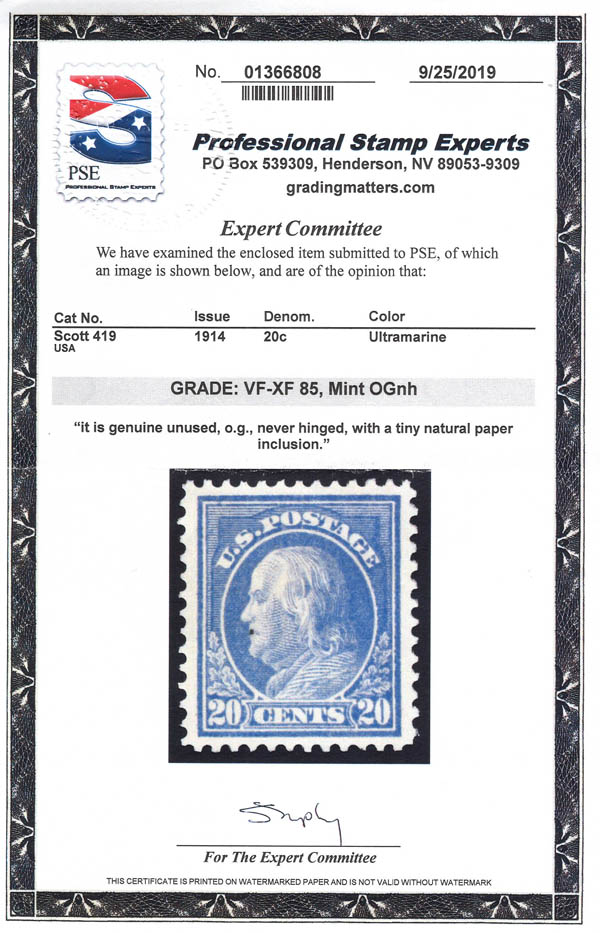 No. 01366808 9/25/2019
PSE
PROFESSIONAL STAMP EXPERTS
Professional Stamp Experts
PO Box 539309, Henderson, NV 89053-9309
gradingmatters.com
Expert Committee
We have examined the enclosed item submitted to PSE, of which
an image is shown below, and are of the opinion that:
Cat No. Issue Denom. Color
Scott 419 1914 20c Ultramarine
USA
GRADE: VF-XF 85, Mint OGnh
“it is genuine unused, o.g., never hinged, with a tiny natural paper
inclusion.”
U.S. POSTAGE
20 CENTS 20
For The Expert Committee
THIS CERTIFICATE IS PRINTED ON WATERMARKED PAPER AND IS NOT VALID WITHOUT WATERMARK